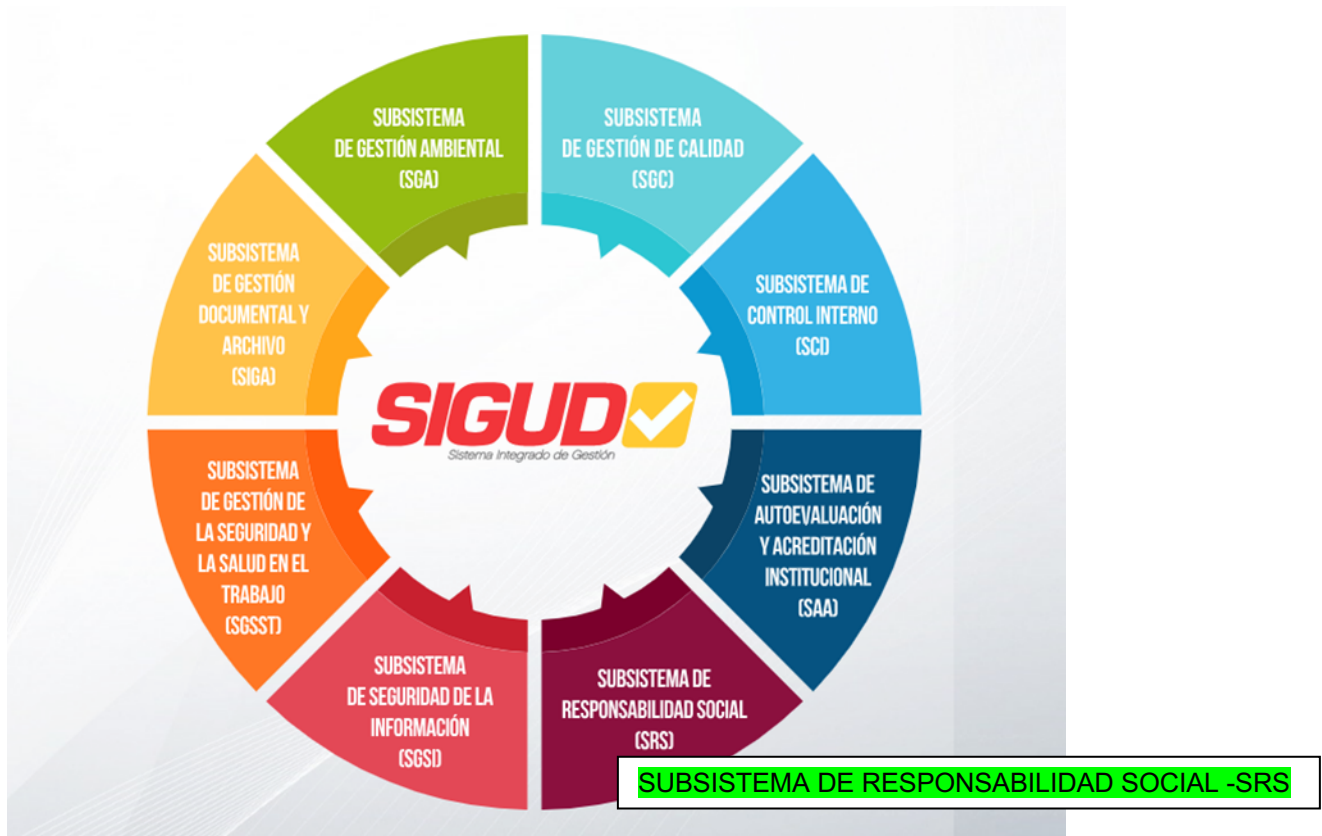 SUBSISTEMA
DE GESTIÓN AMBIENTAL
(SGA)
SUBSISTEMA
DE GESTIÓN DE CALIDAD
(SGC)
SUBSISTEMA DE
CONTROL INTERNO
(SCI)
SUBSISTEMA DE
AUTOEVALUACIÓN
Y ACREDITACIÓN
INSTITUCIONAL
(SAA)
SUBSISTEMA DE
RESPONSABILIDAD SOCIAL
(SRS)
SUBSISTEMA
DE SEGURIDAD DE LA
INFORMACIÓN
(SGSI)
SUBSISTEMA
DE GESTIÓN DE
LA SEGURIDAD Y
LA SALUD EN EL
TRABAJO
(SGSST)
SUBSISTEMA
DE GESTIÓN
DOCUMENTAL Y
ARCHIVO
(SIGA)
SIGUD
Sistema Integrado de Gestión
SUBSISTEMA DE RESPONSABILIDAD SOCIAL -SRS